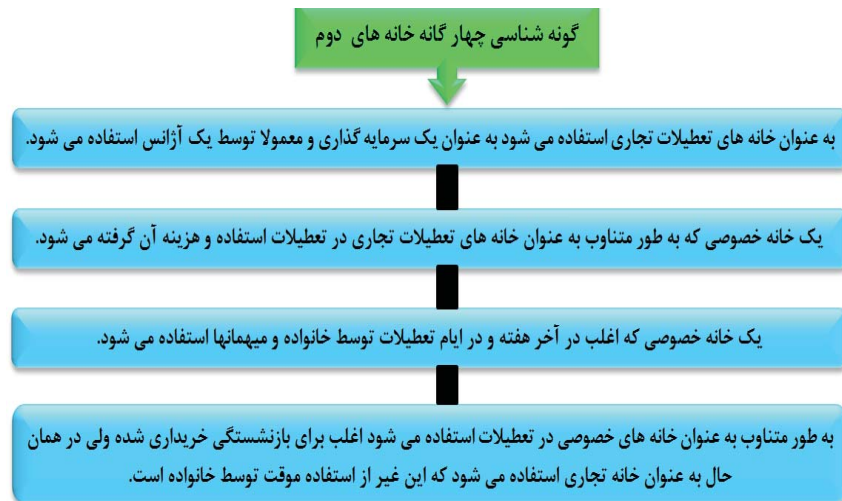 گونه شناسی چهار گانه خانه های دوم
به عنوان خانه های تعطیلات تجاری استفاده می شود به عنوان یک سرمایه گذاری و معمولا توسط یک آژانس استفاده می شود.
یک خانه خصوصی که به طور متناوب به عنوان خانه های تعطیلات تجاری در تعطیلات استفاده و هزینه آن گرفته می شود.
یک خانه خصوصی که اغلب در آخر هفته و در ایام تعطیلات توسط خانواده و میهمانها استفاده می شود.
به طور متناوب به عنوان خانه های خصوصی در تعطیلات استفاده می شود اغلب برای بازنشستگی خریداری شده ولی در همان
حال به عنوان خانه تجاری استفاده می شود که این غیر از استفاده موقت توسط خانواده است.